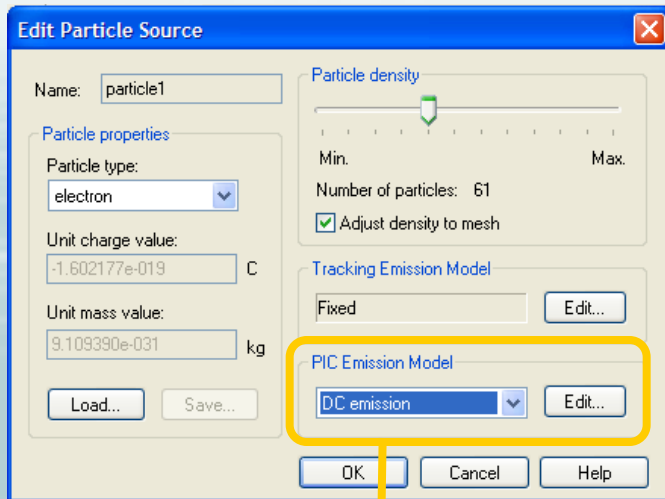 Edit Particle Source
Name: particle1
Particle properties
Particle type:
electron
Unit charge value:
-1.602177e-019 C
Unit mass value:
9.109390e-031 kg
Load... Save...
Particle density
Min. Max.
Number of particles: 61
Adjust density to mesh
Tracking Emission Model
Fixed Edit...
PIC Emission Model
DC emission Edit...
OK Cancel Help